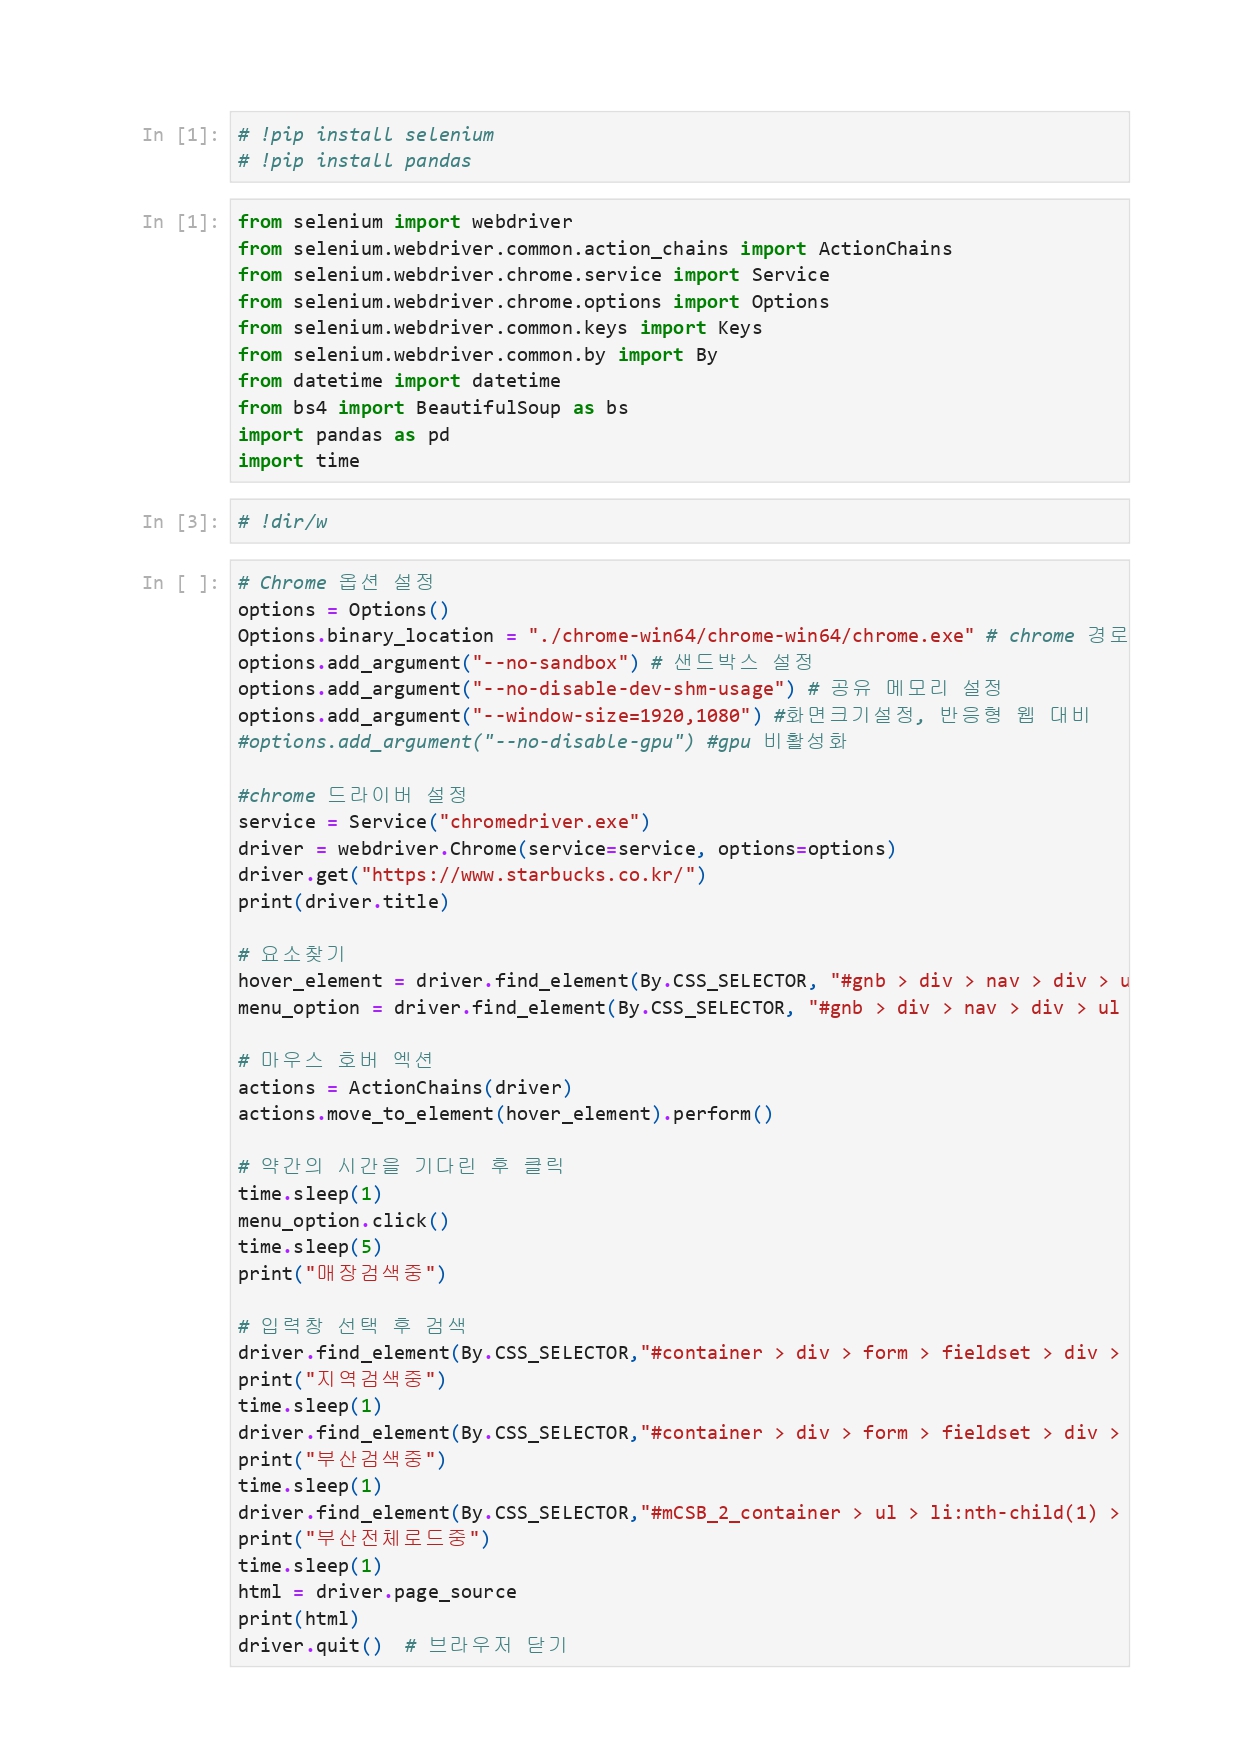 In [1]: # !pip install selenium
# !pip install pandas
In [1]: from selenium import webdriver
from selenium.webdriver.common.action_chains import ActionChains
from selenium.webdriver.chrome.service import Service
from selenium.webdriver.chrome.options import Options
from selenium.webdriver.common.keys import Keys
from selenium.webdriver.common.by import By
from datetime import datetime
from bs4 import BeautifulSoup as bs
import pandas as pd
import time
In [3]: # !dir/w
In [ ]: # Chrome 옵션 설정
options = Options()
Options.binary_location = "./chrome-win64/chrome-win64/chrome.exe" # chrome 경로
options.add_argument("--no-sandbox") # 샌드박스 설정
options.add_argument("--no-disable-dev-shm-usage") # 공유 메모리 설정
options.add_argument("--window-size=1920,1080") #화면크기설정, 반응형 웹 대비
#options.add_argument("--no-disable-gpu") #gpu 비활성화
#chrome 드라이버 설정
service = Service("chromedriver.exe")
driver = webdriver.Chrome(service=service, options=options)
driver.get("https://www.starbucks.co.kr/")
print(driver.title)
# 요소찾기
hover_element = driver.find_element(By.CSS_SELECTOR, "#gnb > div > nav > div > u
menu_option = driver.find_element(By.CSS_SELECTOR, "#gnb > div > nav > div > ul
# 마우스 호버 엑션
actions = ActionChains(driver)
actions.move_to_element(hover_element).perform()
# 약간의 시간을 기다린 후 클릭
time.sleep(1)
menu_option.click()
time.sleep(5)
print("매장검색중")
# 입력창 선택 후 검색
driver.find_element(By.CSS_SELECTOR,"#container > div > form > fieldset > div >
print("지역검색중")
time.sleep(1)
driver.find_element(By.CSS_SELECTOR,"#container > div > form > fieldset > div >
print("부산검색중")
time.sleep(1)
driver.find_element(By.CSS_SELECTOR,"#mCSB_2_container > ul > li:nth-child(1) >
print("부산전체로드중")
time.sleep(1)
html = driver.page_source
print(html)
driver.quit()  # 브라우저 닫기